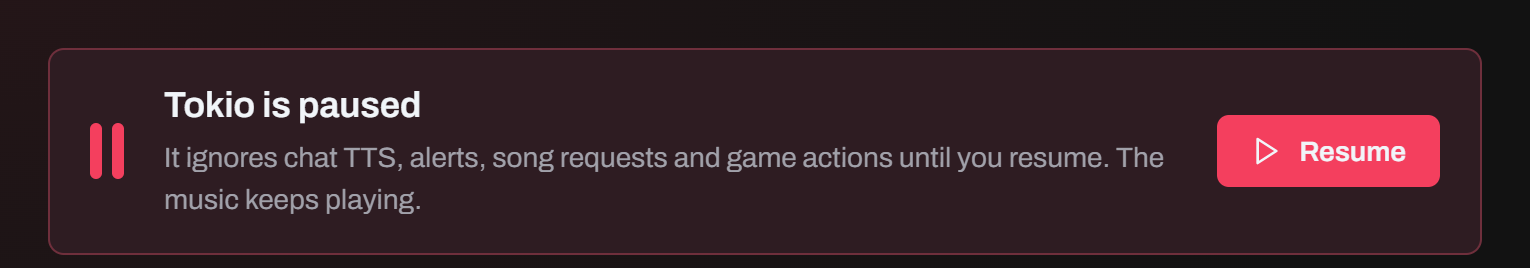 Tokio is paused
It ignores chat TTS, alerts, song requests and game actions until you resume. The
music keeps playing.
Resume